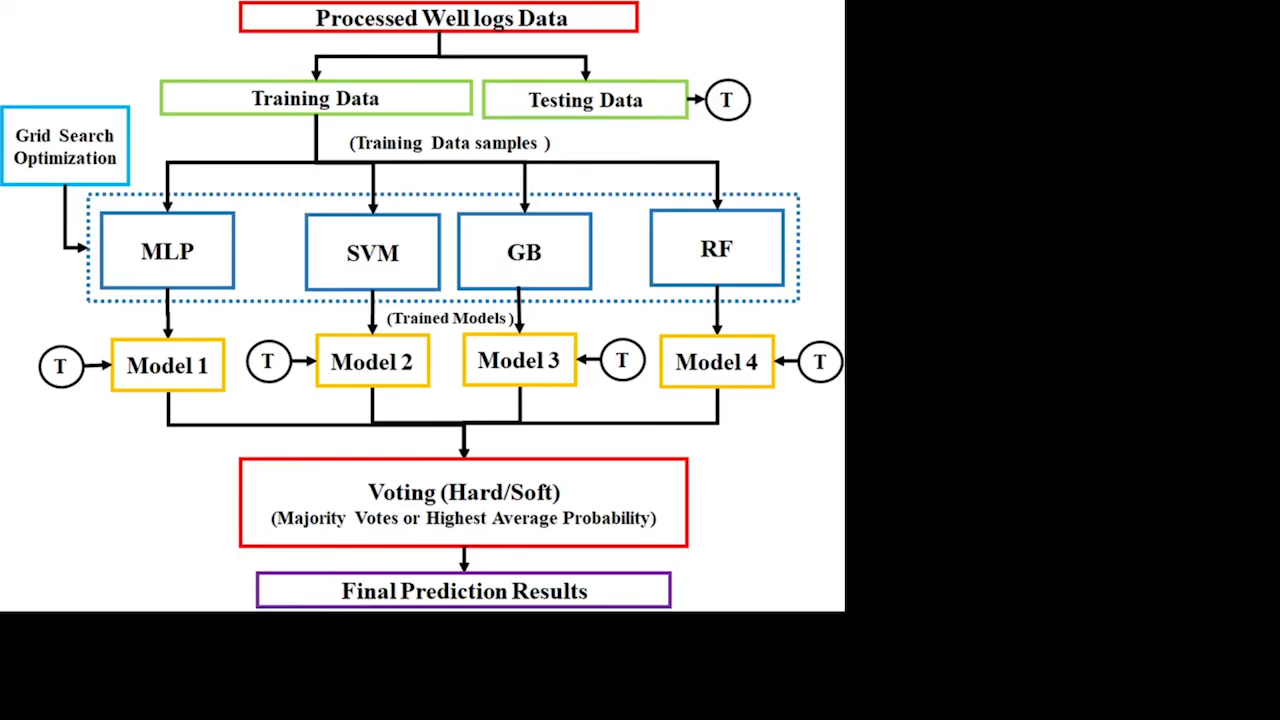 Processed Well logs Data
Training Data
Testing Data
T
Grid Search
Optimization
(Training Data samples )
MLP
SVM
GB
RF
(Trained Models)
T
Model 1
T
Model 2
Model 3
T
Model 4
T
Voting (Hard/Soft)
(Majority Votes or Highest Average Probability)
Final Prediction Results